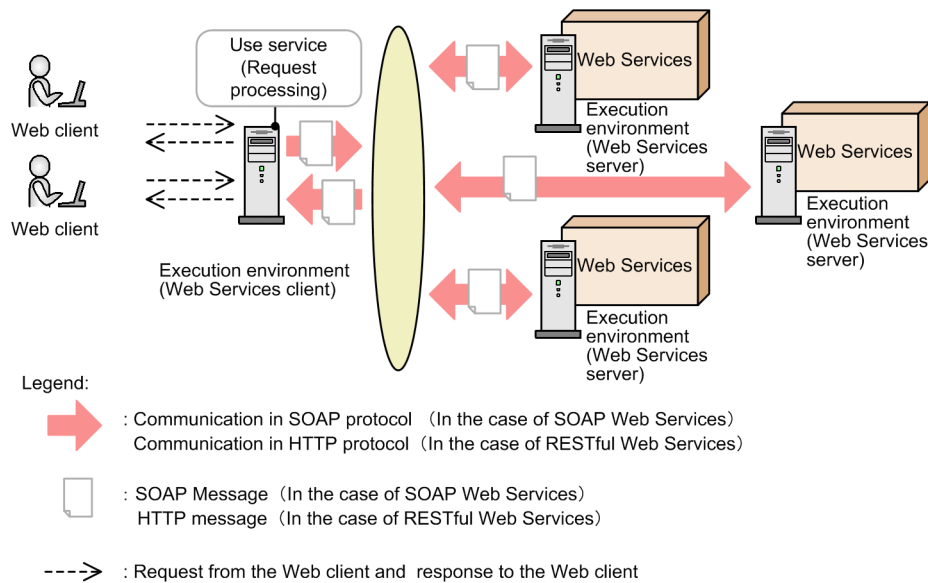 Use service
(Request
processing)
Web client
Web client
Execution environment
(Web Services client)
Web Services
Execution
environment
(Web Services
server)
Web Services
Execution
environment
(Web Services
server)
Web Services
Execution
environment
(Web Services
server)
Legend:
: Communication in SOAP protocol （In the case of SOAP Web Services）
Communication in HTTP protocol （In the case of RESTful Web Services）
: SOAP Message（In the case of SOAP Web Services）
HTTP message（In the case of RESTful Web Services）
: Request from the Web client and response to the Web client